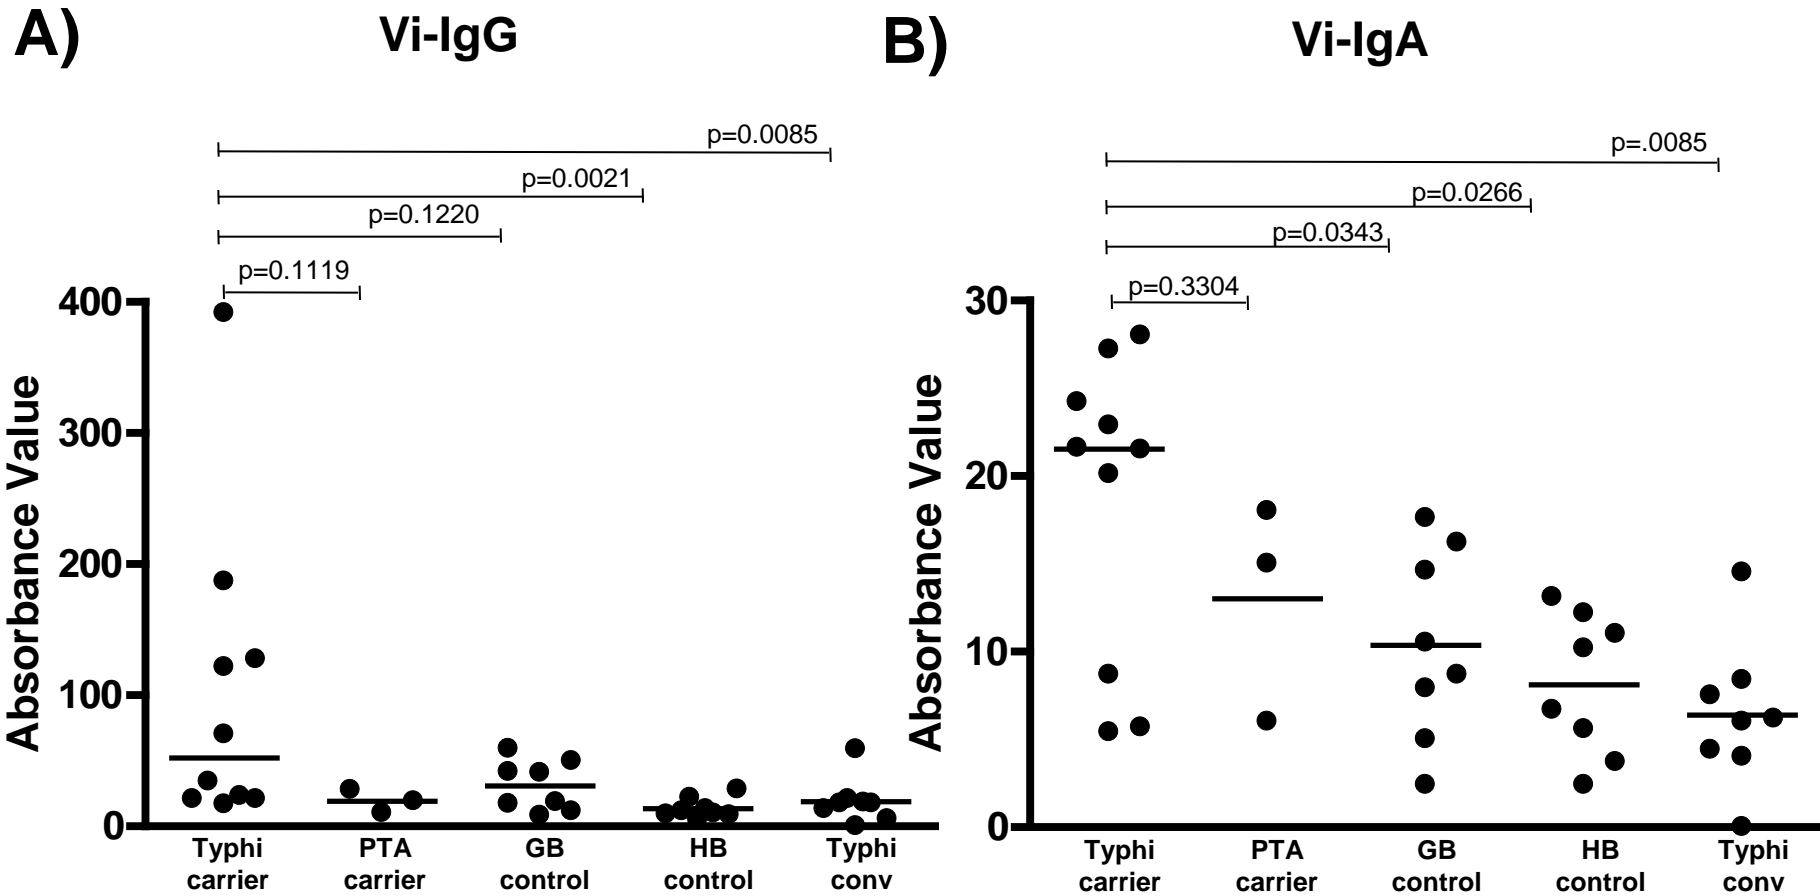 A)
Vi-IgG
p=0.0085
p=0.0021
p=0.1220
p=0.1119
400
300
200
100
0
Absorbance Value
Typhi carrier
PTA carrier
GB control
HB control
Typhi conv
B)
Vi-IgA
p=.0085
p=0.0266
p=0.0343
p=0.3304
30
20
10
0
Absorbance Value
Typhi carrier
PTA carrier
GB control
HB control
Typhi conv